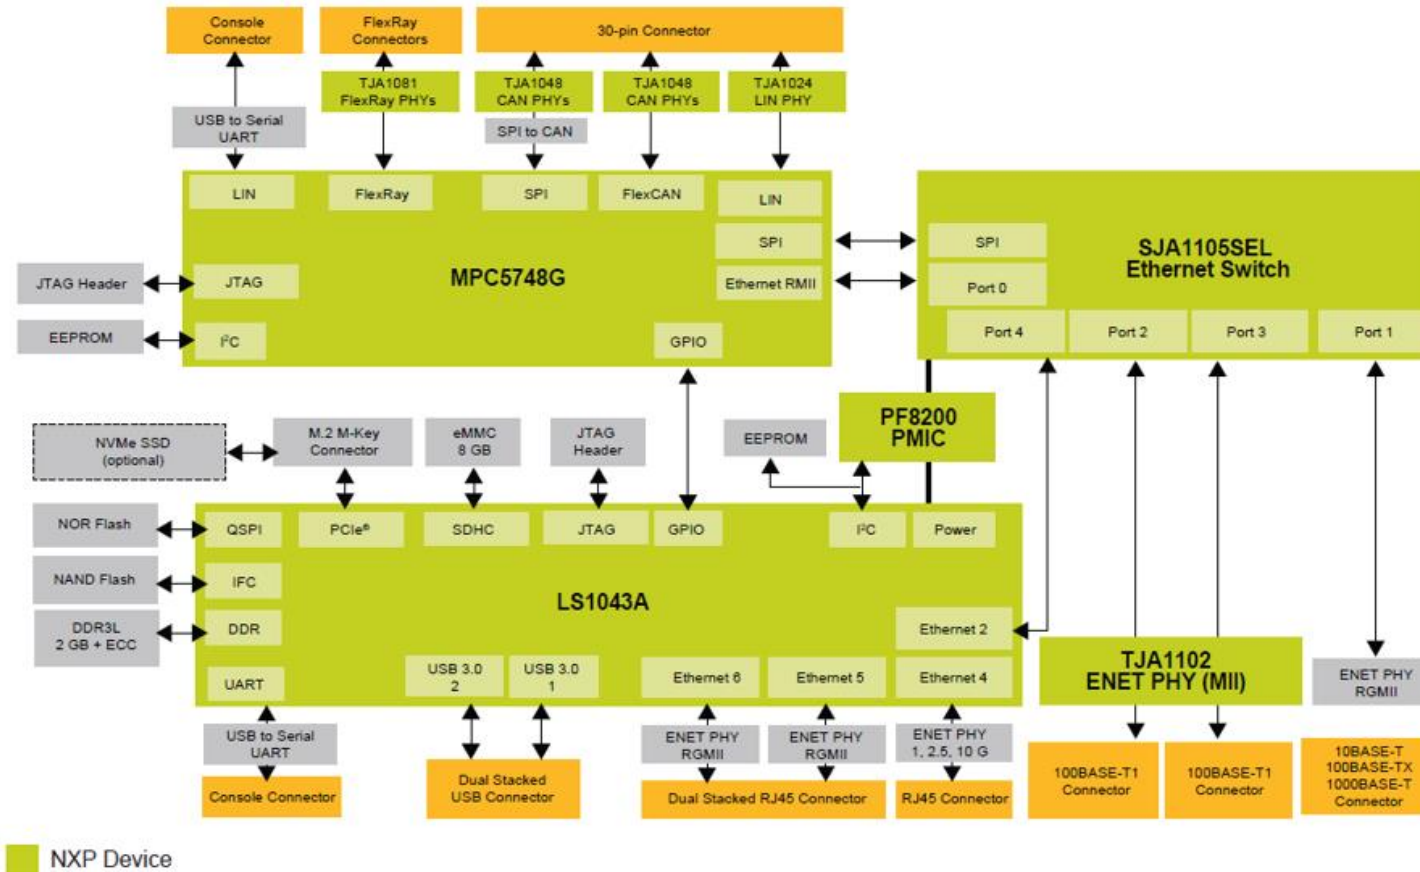 Console
Connector
FlexRay
Connectors
30-pin Connector
TJA1081
FlexRay PHYs
TJA1048
CAN PHYs
TJA1048
CAN PHYs
TJA1024
LIN PHY
USB to Serial
UART
SPI to CAN
LIN
FlexRay
SPI
FlexCAN
LIN
SPI
Ethernet RMII
MPC5748G
JTAG Header
JTAG
EEPROM
I²C
GPIO
SPI
Port 0
SJA1105SEL
Ethernet Switch
Port 4
Port 2
Port 3
Port 1
NVMe SSD
(optional)
M.2 M-Key
Connector
eMMC
8 GB
JTAG
Header
EEPROM
PF8200
PMIC
NOR Flash
QSPI
PCIe®
SDHC
JTAG
GPIO
I²C
Power
NAND Flash
IFC
LS1043A
DDR3L
2 GB + ECC
DDR
Ethernet 2
UART
USB 3.0
2
USB 3.0
1
Ethernet 6
Ethernet 5
Ethernet 4
TJA1102
ENET PHY (MII)
ENET PHY
RGMII
USB to Serial
UART
ENET PHY
RGMII
ENET PHY
RGMII
ENET PHY
1, 2.5, 10 G
Console Connector
Dual Stacked
USB Connector
Dual Stacked RJ45 Connector
RJ45 Connector
100BASE-T1
Connector
100BASE-T1
Connector
10BASE-T
100BASE-TX
1000BASE-T
Connector
NXP Device